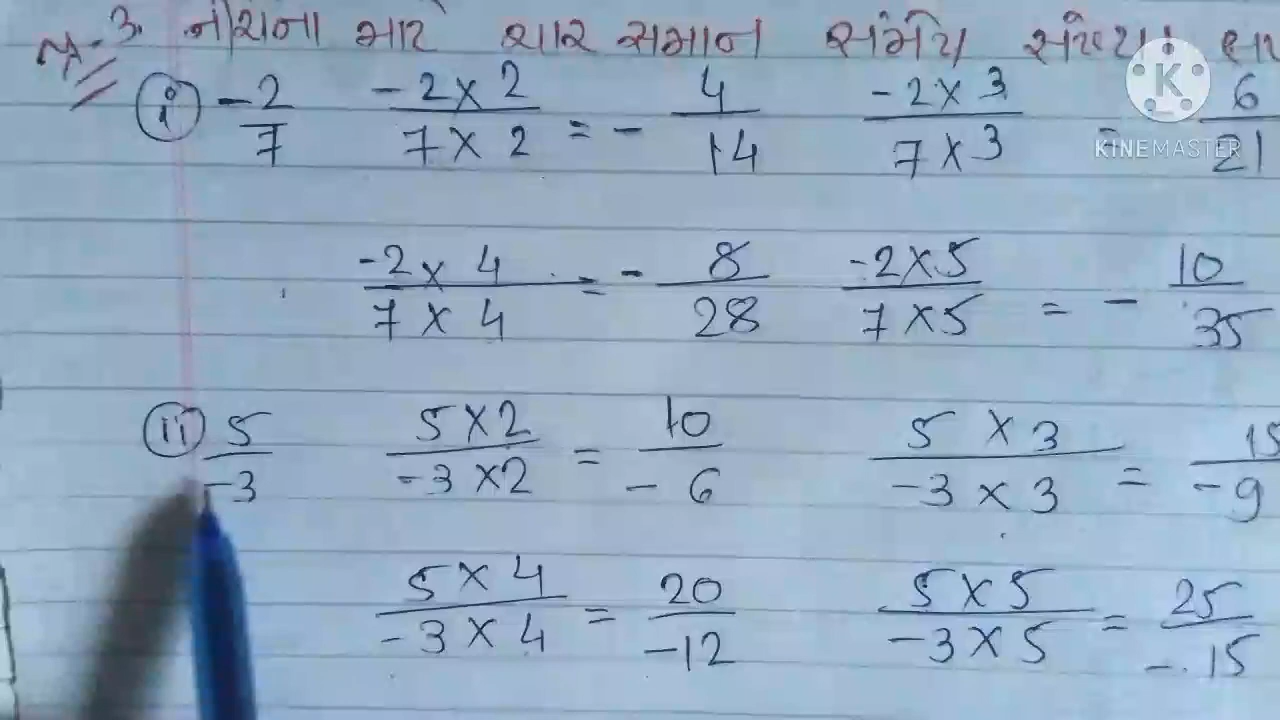 પ્ર-3. નીચેના માટે ચાર સમાન સંમેય સંખ્યા
(i) -2/7 (-2 × 2)/(7 × 2) = - 4/14 (-2 × 3)/(7 × 3) = 6/21
(-2 × 4)/(7 × 4) = - 8/28 (-2 × 5)/(7 × 5) = - 10/35
(ii) 5/-3 (5 × 2)/(-3 × 2) = 10/-6 (5 × 3)/(-3 × 3) = 15/-9
(5 × 4)/(-3 × 4) = 20/-12 (5 × 5)/(-3 × 5) = 25/-15
K
KINEMASTER